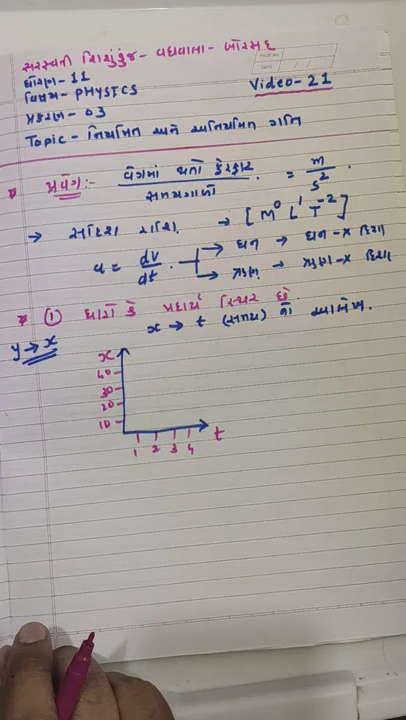 સરસ્વતી શિશુકુંજ - વઘવાલા - બોરસદ
ધોરણ - 11
વિષય - PHYSICS
Video - 21
પ્રકરણ - 03
Topic - નિયમિત અને અનિયમિત ગતિ
પ્રવેગ :- વેગમાં થતો ફેરફાર / સમયગાળો = m / s²
→ સદિશ રાશિ → [M⁰ L¹ T⁻²]
a = dv/dt
→ ધન → ધન-x દિશા
→ ઋણ → ઋણ-x દિશા
① ધારો કે પદાર્થ સ્થિર છે.
x → t (સમય) નો આલેખ.
y → x
x
40
30
20
10
1 2 3 4 t